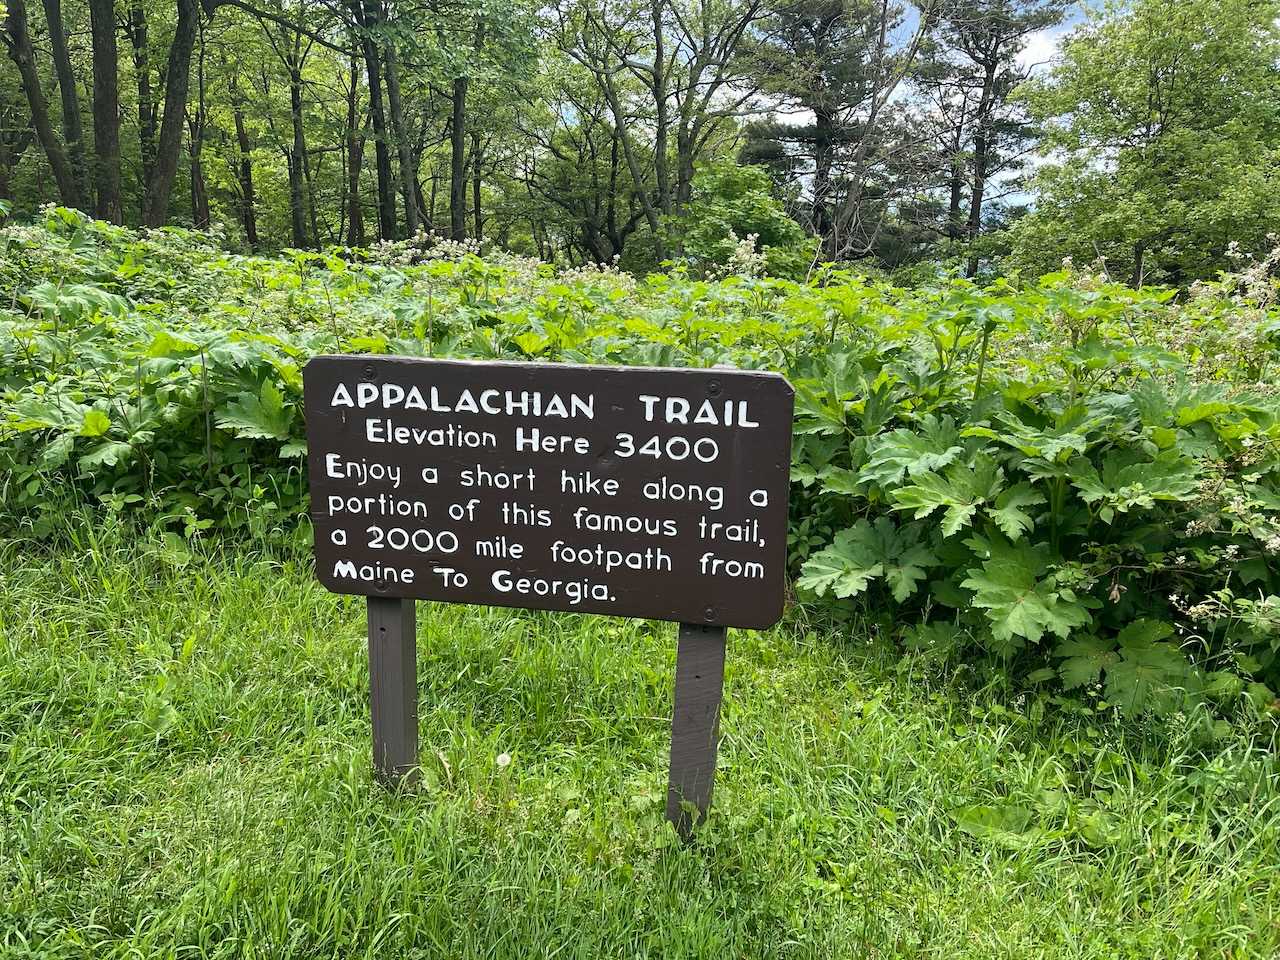 APPALACHIAN TRAIL
Elevation Here 3400
Enjoy a short hike along a
portion of this famous trail,
a 2000 mile footpath from
Maine To Georgia.